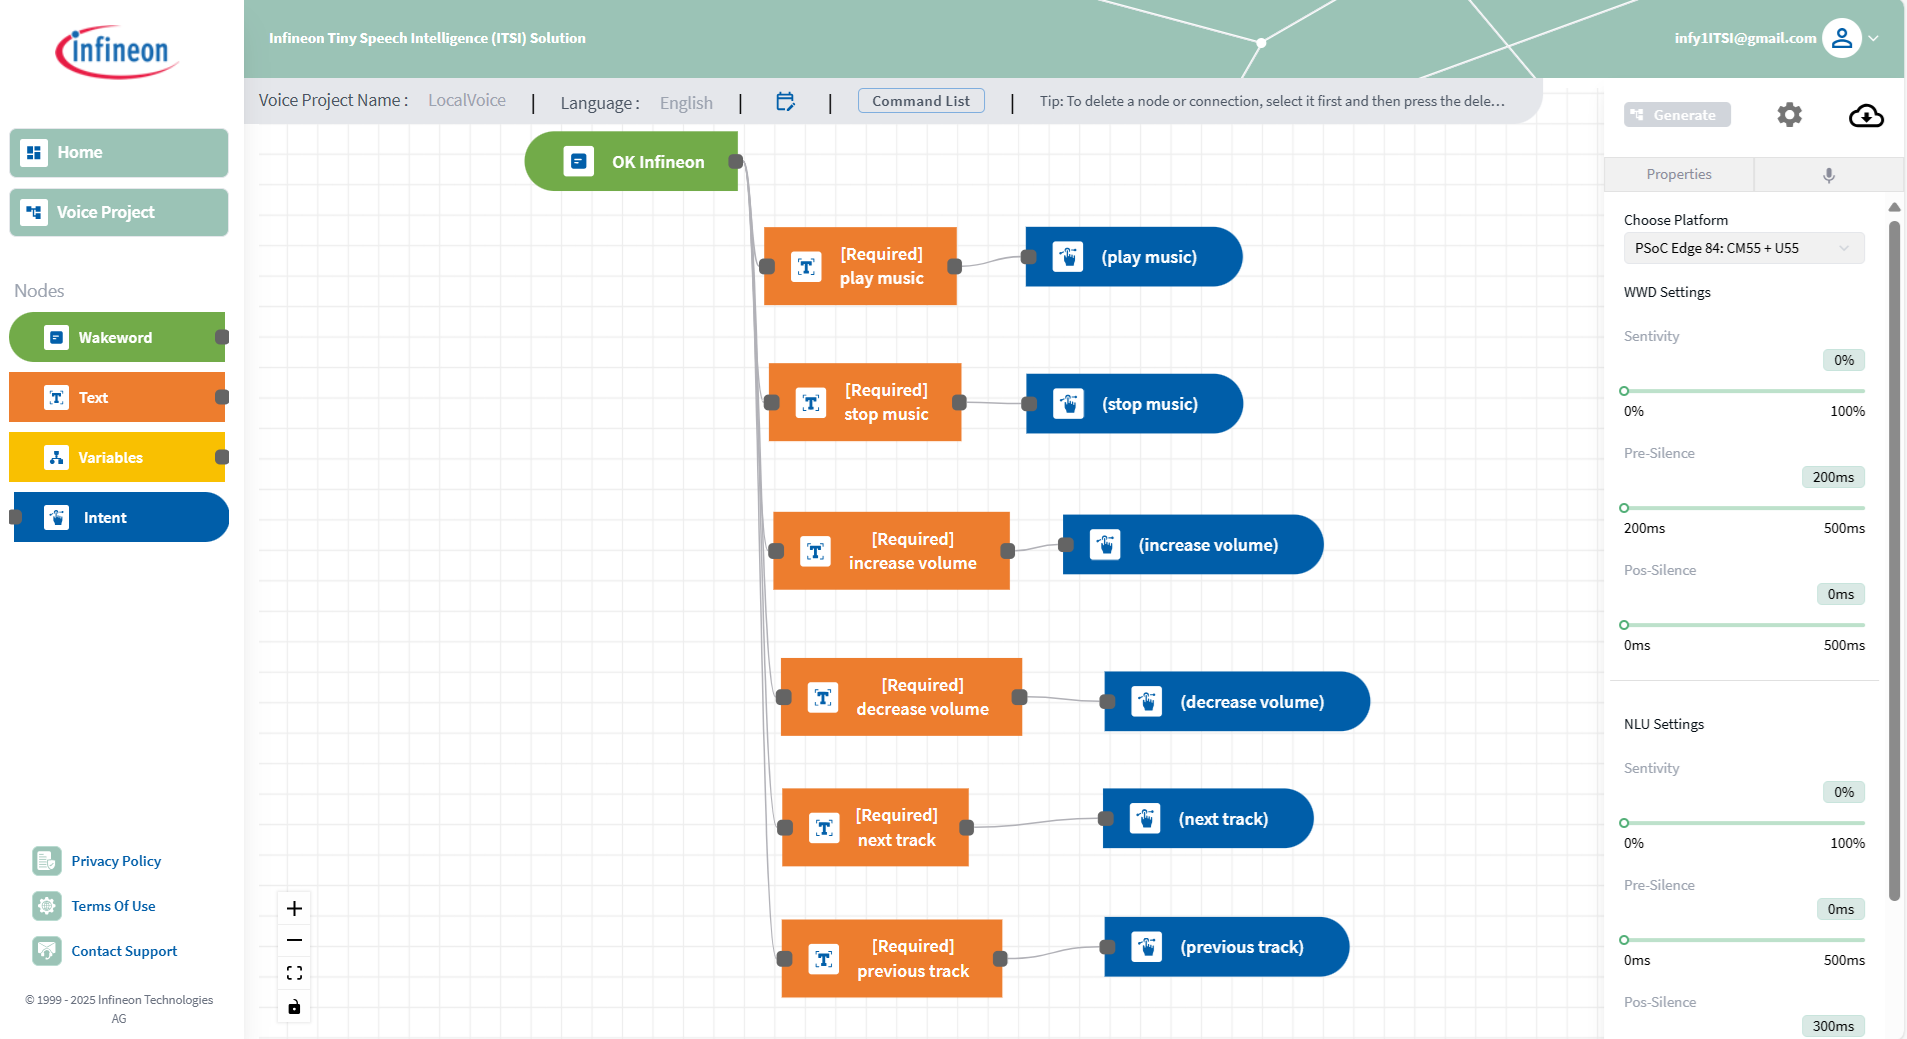 infineon
Infineon Tiny Speech Intelligence (ITSI) Solution
infy1ITSI@gmail.com
Voice Project Name : LocalVoice | Language : English | | Command List | Tip: To delete a node or connection, select it first and then press the dele...
Generate
Home
Voice Project
Nodes
Wakeword
Text
Variables
Intent
Privacy Policy
Terms Of Use
Contact Support
© 1999 - 2025 Infineon Technologies
AG
OK Infineon
[Required]
play music
(play music)
[Required]
stop music
(stop music)
[Required]
increase volume
(increase volume)
[Required]
decrease volume
(decrease volume)
[Required]
next track
(next track)
[Required]
previous track
(previous track)
Properties
Choose Platform
PSoC Edge 84: CM55 + U55
WWD Settings
Sentivity
0%
0% 100%
Pre-Silence
200ms
200ms 500ms
Pos-Silence
0ms
0ms 500ms
NLU Settings
Sentivity
0%
0% 100%
Pre-Silence
0ms
0ms 500ms
Pos-Silence
300ms